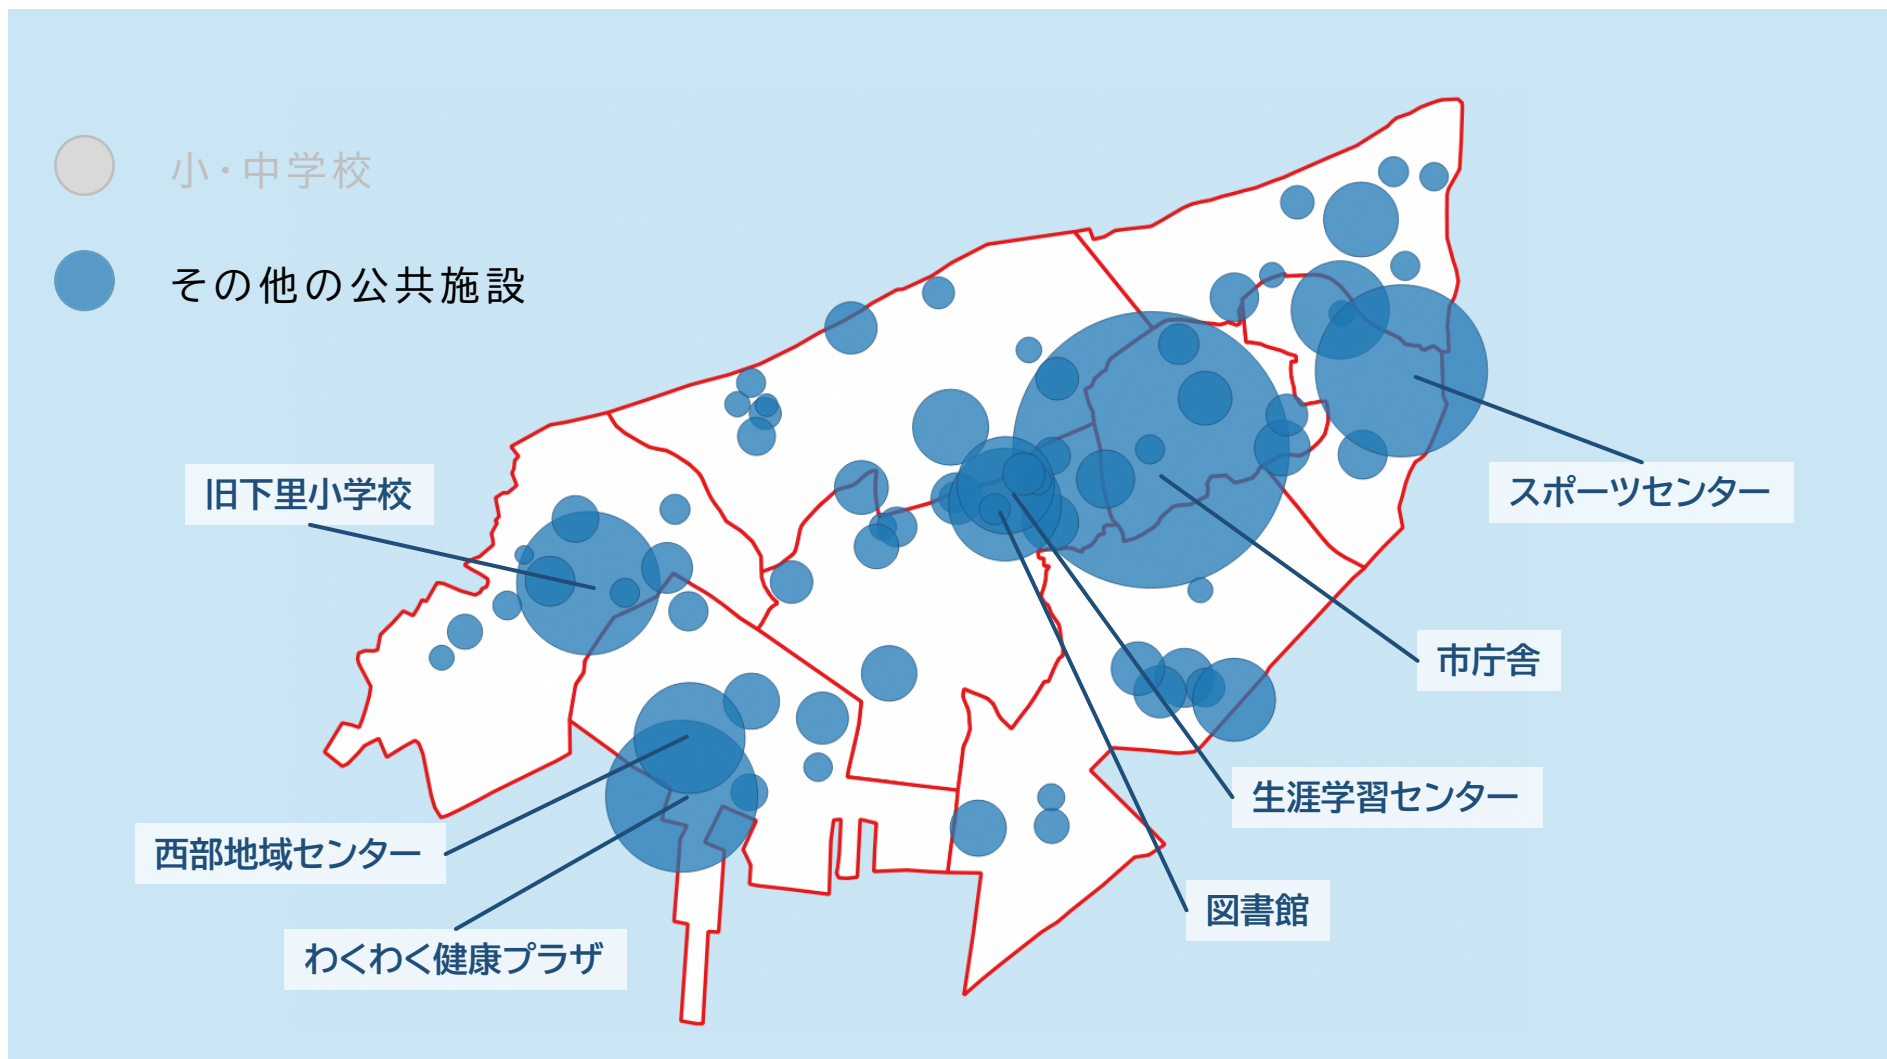 小・中学校
その他の公共施設
旧下里小学校
スポーツセンター
市庁舎
生涯学習センター
西部地域センター
図書館
わくわく健康プラザ